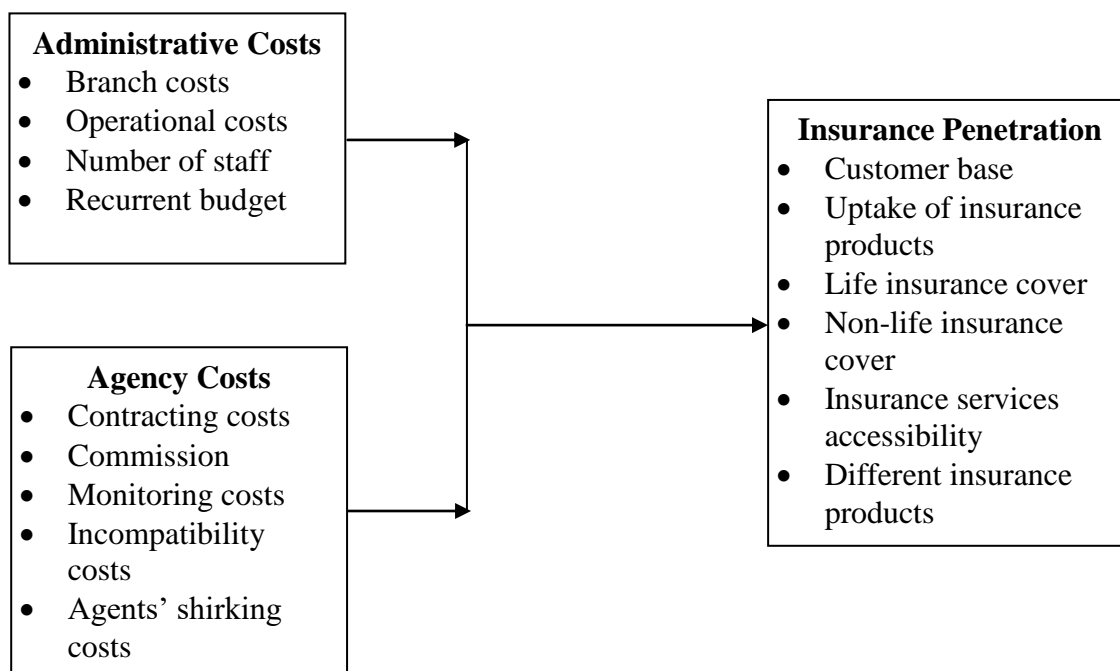 Administrative Costs
• Branch costs
• Operational costs
• Number of staff
• Recurrent budget
Agency Costs
• Contracting costs
• Commission
• Monitoring costs
• Incompatibility
costs
• Agents’ shirking
costs
Insurance Penetration
• Customer base
• Uptake of insurance
products
• Life insurance cover
• Non-life insurance
cover
• Insurance services
accessibility
• Different insurance
products